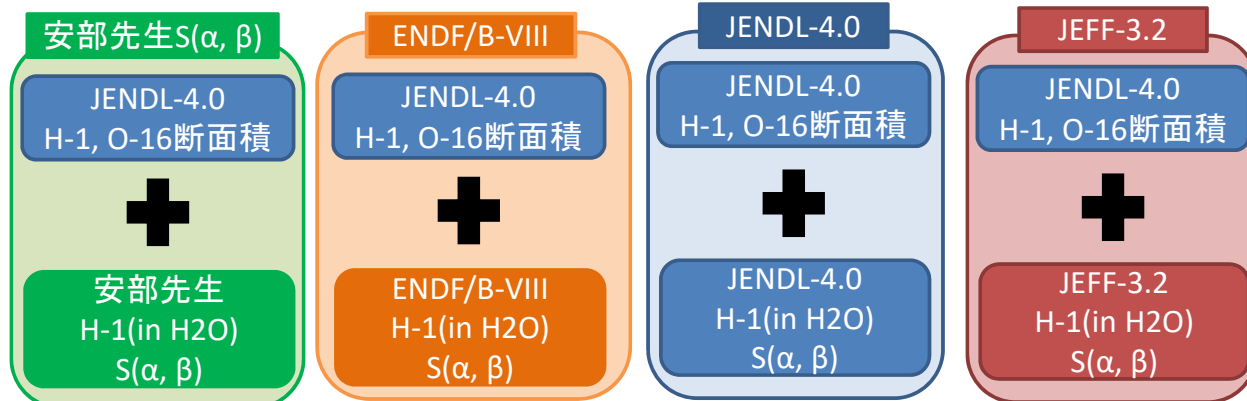 安部先生S(α, β)
JENDL-4.0
H-1, O-16断面積
安部先生
H-1(in H2O)
S(α, β)
ENDF/B-VIII
JENDL-4.0
H-1, O-16断面積
ENDF/B-VIII
H-1(in H2O)
S(α, β)
JENDL-4.0
JENDL-4.0
H-1, O-16断面積
JENDL-4.0
H-1(in H2O)
S(α, β)
JEFF-3.2
JENDL-4.0
H-1, O-16断面積
JEFF-3.2
H-1(in H2O)
S(α, β)